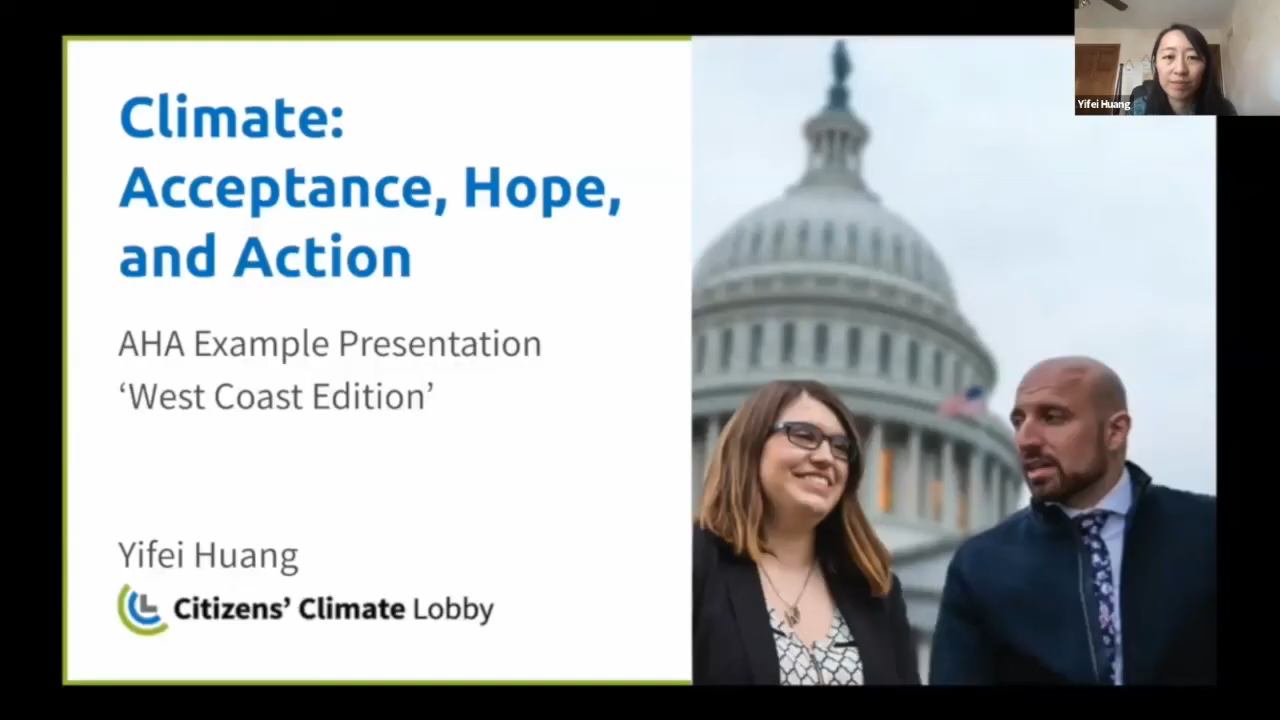 Climate:
Acceptance, Hope,
and Action
AHA Example Presentation
‘West Coast Edition’
Yifei Huang
Citizens’ Climate Lobby
Yifei Huang